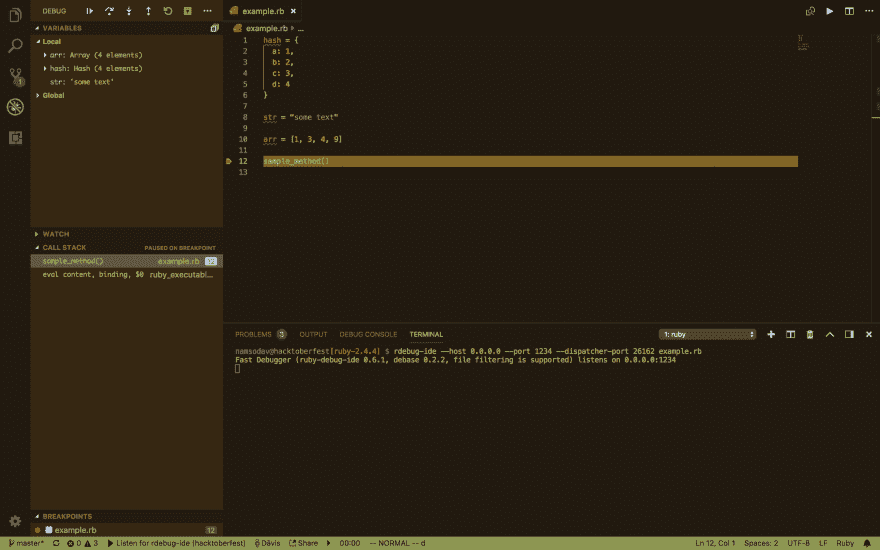 DEBUG
VARIABLES
Local
arr: Array (4 elements)
hash: Hash (4 elements)
str: 'some text'
Global
WATCH
CALL STACK PAUSED ON BREAKPOINT
sample_method() example.rb 12
eval content, binding, $0 ruby_executabl...
BREAKPOINTS
example.rb 12
example.rb
example.rb ...
1 hash = {
2 a: 1,
3 b: 2,
4 c: 3,
5 d: 4
6 }
7
8 str = "some text"
9
10 arr = [1, 3, 4, 9]
11
12 sample_method()
13
PROBLEMS 3 OUTPUT DEBUG CONSOLE TERMINAL 1: ruby
namsodav@hacktoberfest[ruby-2.4.4] $ rdebug-ide --host 0.0.0.0 --port 1234 --dispatcher-port 26162 example.rb
Fast Debugger (ruby-debug-ide 0.6.1, debase 0.2.2, file filtering is supported) listens on 0.0.0.0:1234
master* 0 3 Listen for rdebug-ide (hacktoberfest) Dāvis Share 00:00 -- NORMAL -- d Ln 12, Col 1 Spaces: 2 UTF-8 LF Ruby